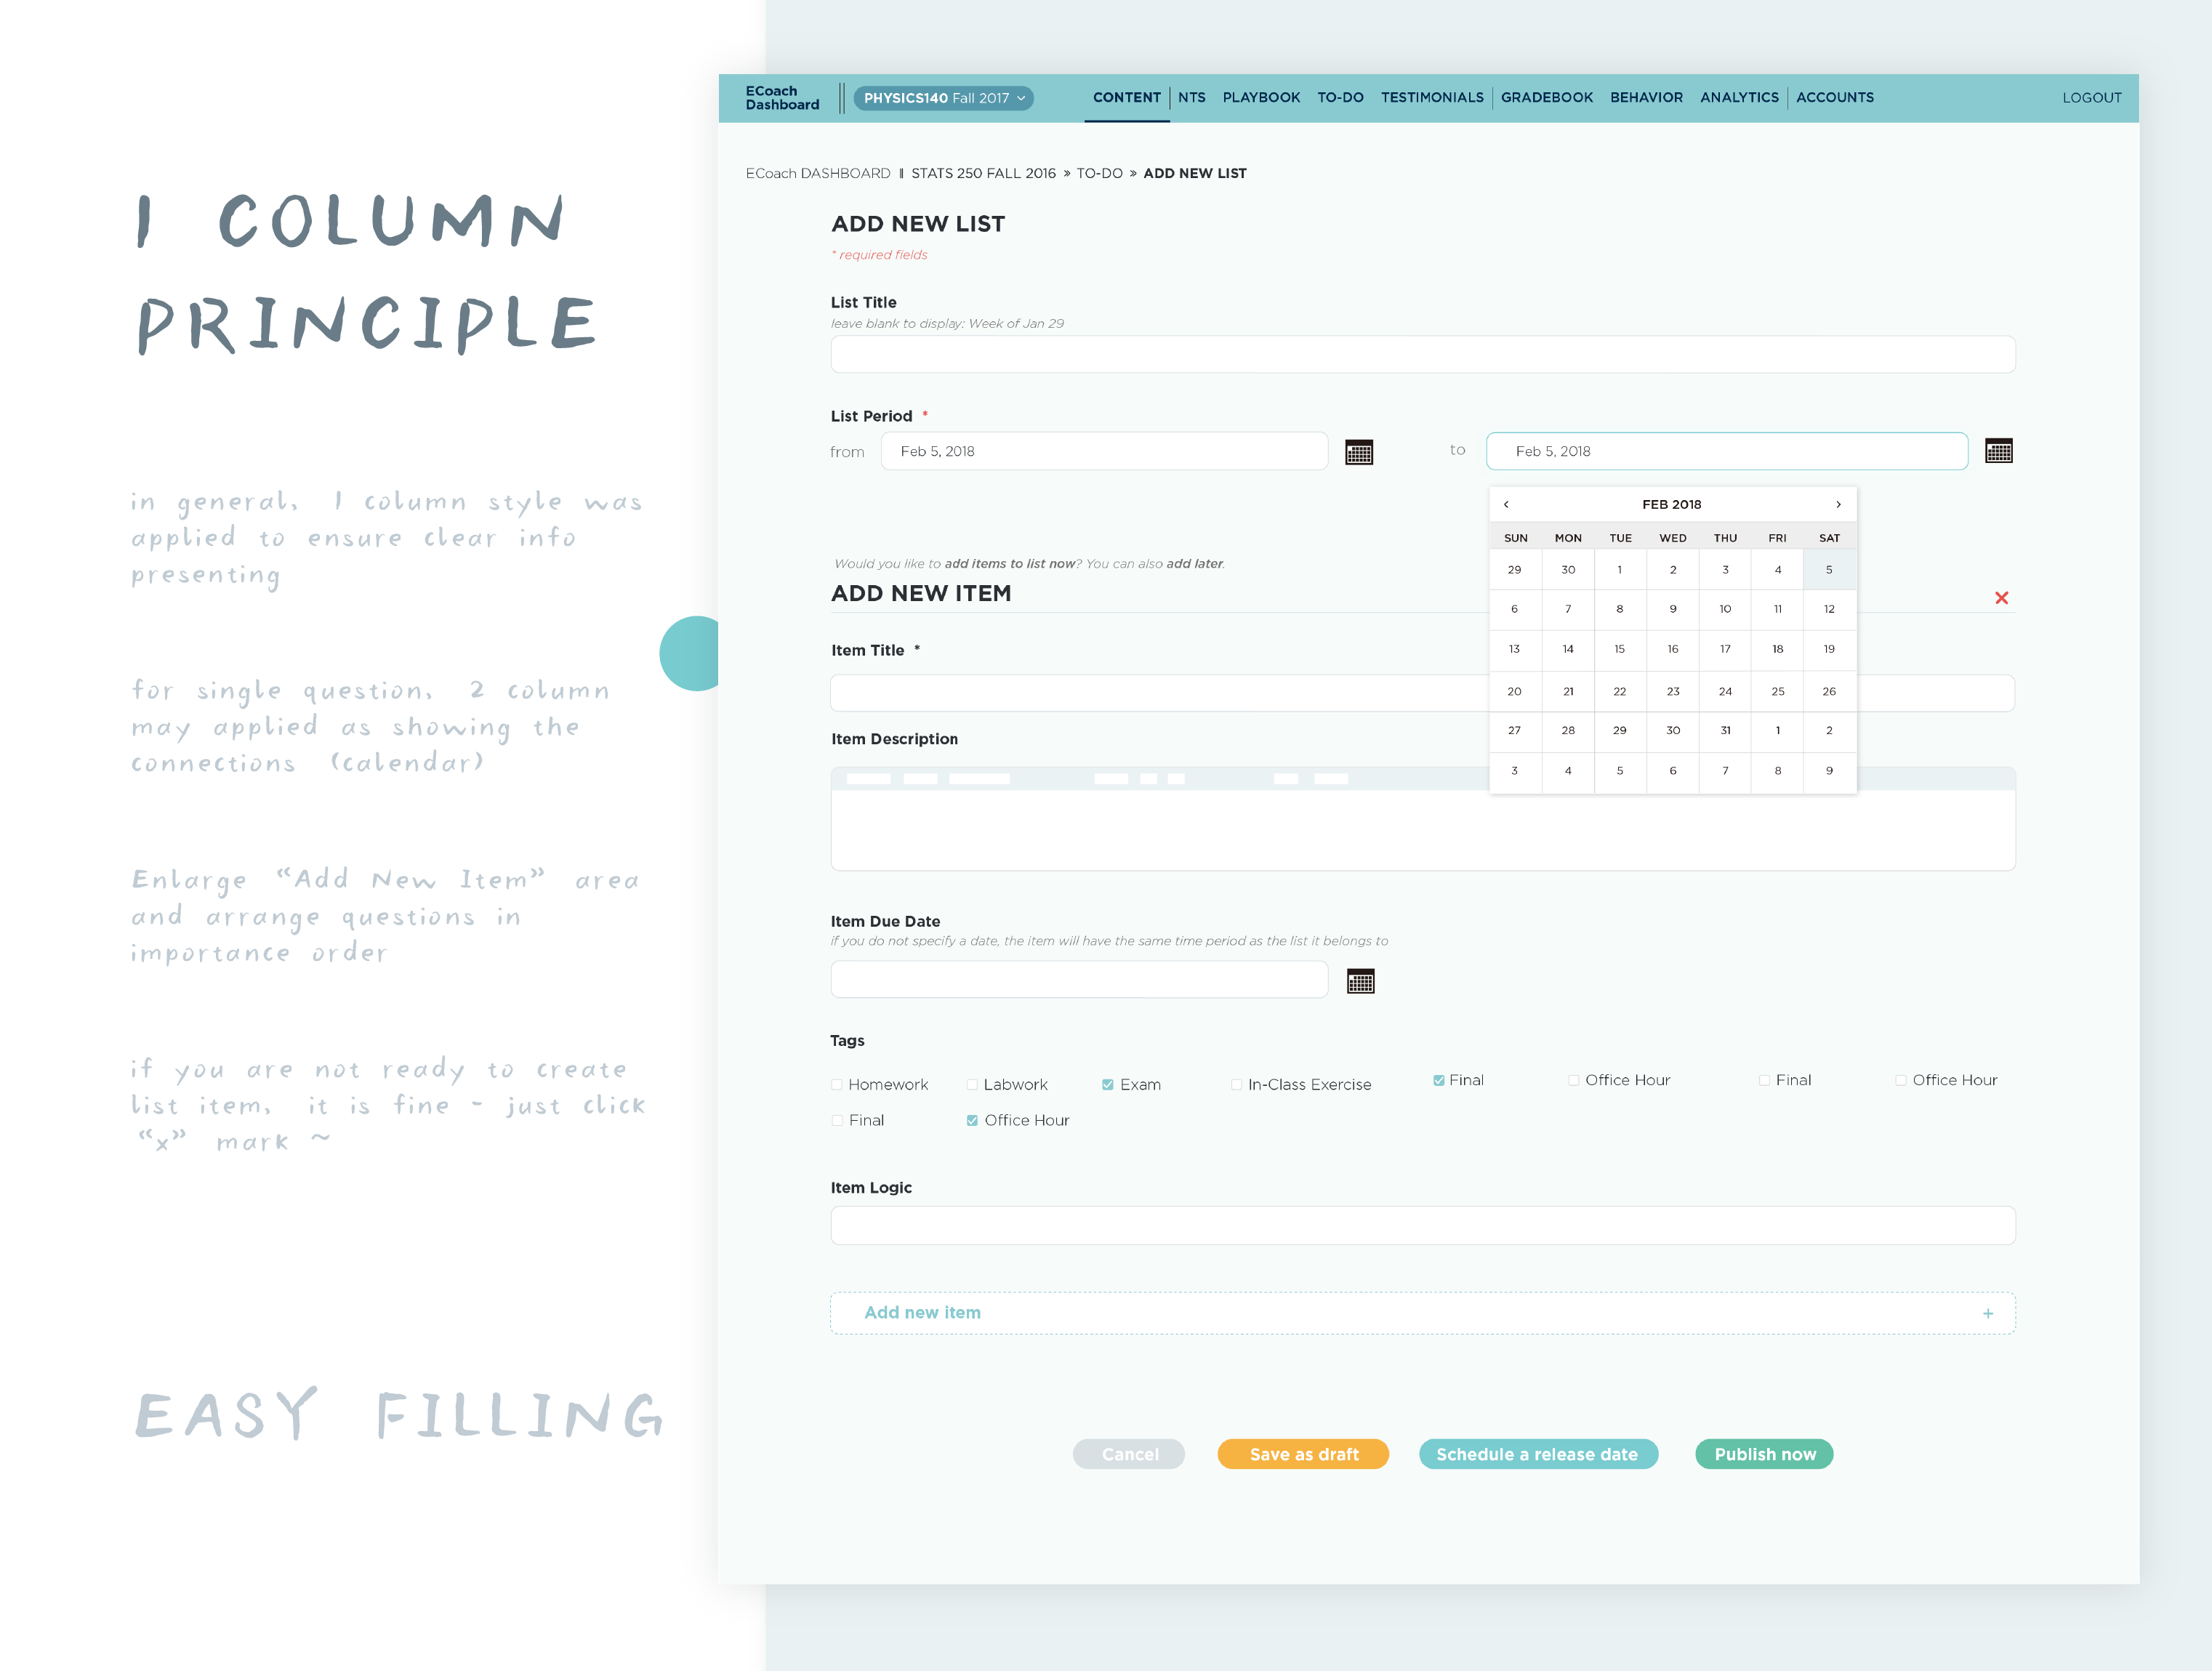 1 COLUMN
PRINCIPLE
in general, 1 column style was
applied to ensure clear info
presenting
for single question, 2 column
may applied as showing the
connections (calendar)
Enlarge “Add New Item” area
and arrange questions in
importance order
if you are not ready to create
list item, it is fine - just click
“x” mark ~
EASY FILLING
ECoach
Dashboard
PHYSICS140 Fall 2017
CONTENT NTS PLAYBOOK TO-DO TESTIMONIALS GRADEBOOK BEHAVIOR ANALYTICS ACCOUNTS
LOGOUT
ECoach DASHBOARD || STATS 250 FALL 2016 » TO-DO » ADD NEW LIST
ADD NEW LIST
* required fields
List Title
leave blank to display: Week of Jan 29
List Period *
from Feb 5, 2018 to Feb 5, 2018
‹ FEB 2018 ›
SUN MON TUE WED THU FRI SAT
29 30 1 2 3 4 5
6 7 8 9 10 11 12
13 14 15 16 17 18 19
20 21 22 23 24 25 26
27 28 29 30 31 1 2
3 4 5 6 7 8 9
Would you like to add items to list now? You can also add later.
ADD NEW ITEM
Item Title *
Item Description
Item Due Date
if you do not specify a date, the item will have the same time period as the list it belongs to
Tags
Homework Labwork Exam In-Class Exercise Final Office Hour Final Office Hour
Final Office Hour
Item Logic
Add new item +
Cancel Save as draft Schedule a release date Publish now